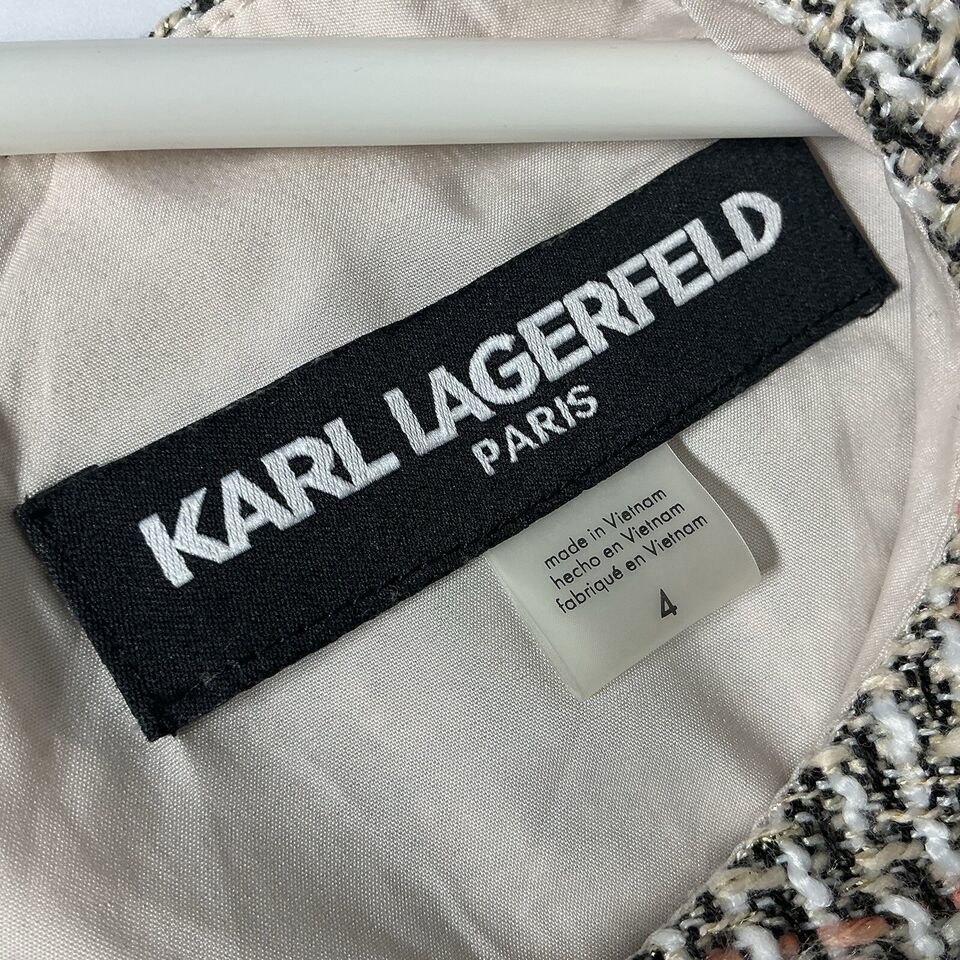 KARL LAGERFELD
PARIS
made in Vietnam
hecho en Vietnam
fabriqué en Vietnam
4